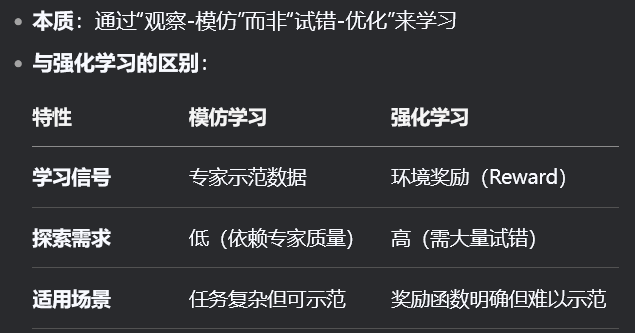 本质：通过“观察-模仿”而非“试错-优化”来学习
与强化学习的区别：
特性 模仿学习 强化学习
学习信号 专家示范数据 环境奖励（Reward）
探索需求 低（依赖专家质量） 高（需大量试错）
适用场景 任务复杂但可示范 奖励函数明确但难以示范